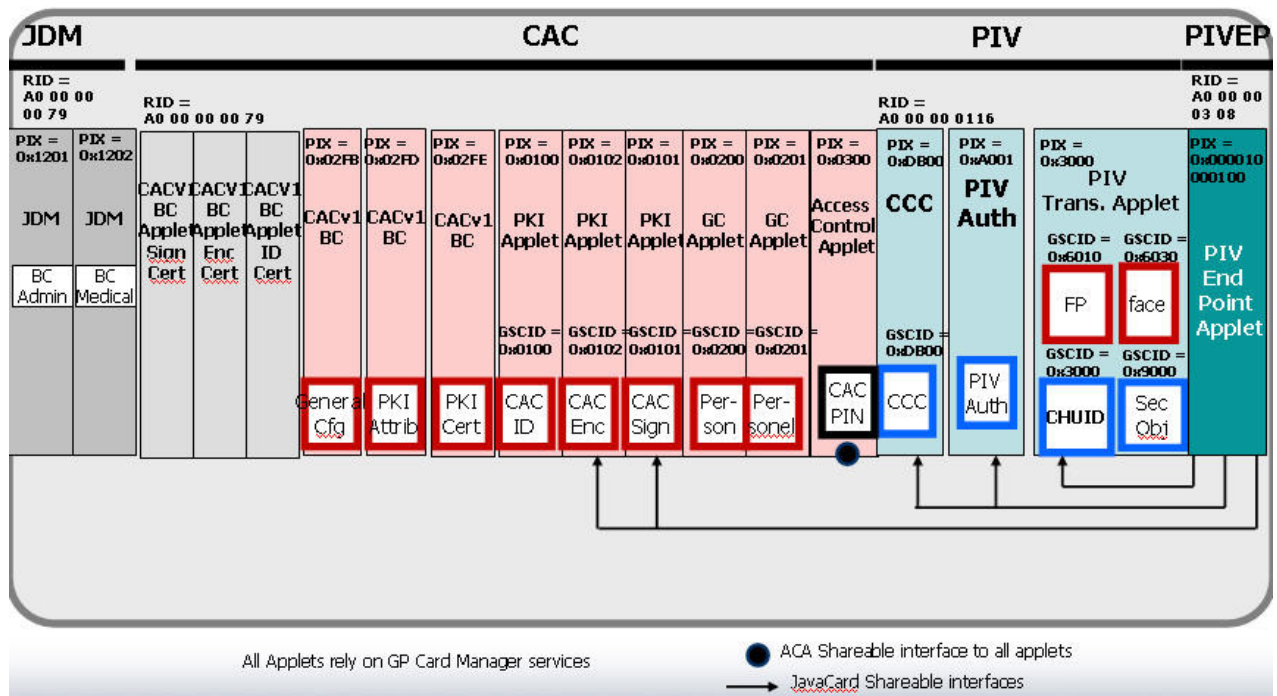 JDM
CAC
PIV
PIVEP
RID =
A0 00 00
00 79
RID =
A0 00 00 00 79
RID =
A0 00 00 0116
RID =
A0 00 00
03 08
PIX =
0x1201
JDM
BC
Admin
PIX =
0x1202
JDM
BC
Medical
CACV1
BC
Applet
Sign
Cert
CACV1
BC
Applet
Enc
Cert
CACV1
BC
Applet
ID
Cert
PIX =
0x02FB
CACv1
BC
General
Cfg
PIX =
0x02FD
CACv1
BC
PKI
Attrib
PIX =
0x02FE
CACv1
BC
PKI
Cert
PIX =
0x0100
PKI
Applet
GSCID =
0x0100
CAC
ID
PIX =
0x0102
PKI
Applet
GSCID =
0x0102
CAC
Enc
PIX =
0x0101
PKI
Applet
GSCID =
0x0101
CAC
Sign
PIX =
0x0200
GC
Applet
GSCID =
0x0200
Per-
son
PIX =
0x0201
GC
Applet
GSCID =
0x0201
Per-
sonel
PIX =
0x0300
Access
Control
Applet
CAC
PIN
PIX =
0xDB00
CCC
GSCID =
0xDB00
CCC
PIX =
0xA001
PIV
Auth
PIV
Auth
PIX =
0x3000
PIV
Trans. Applet
GSCID =
0x6010
FP
GSCID =
0x6030
face
GSCID =
0x3000
CHUID
GSCID =
0x9000
Sec
Obj
PIX =
0x000010
000100
PIV
End
Point
Applet
All Applets rely on GP Card Manager services
ACA Shareable interface to all applets
JavaCard Shareable interfaces